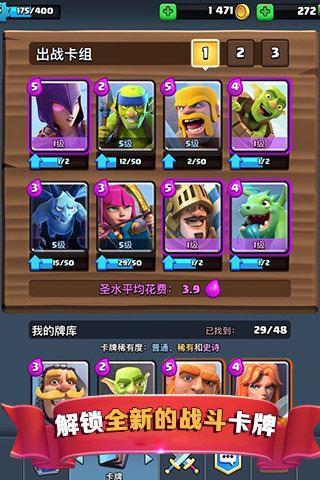 175/400
1 471
272
出战卡组
1
2
3
5
2
5
4
1级
5级
5级
1级
1/2
12/50
2/50
1/2
3
3
5
4
5级
5级
1级
1级
15/50
29/50
1/2
1/2
圣水平均花费： 3.9
我的牌库
已找到： 29/48
卡牌稀有度：普通、稀有和史诗
3
2
5
4
解锁全新的战斗卡牌
卡牌